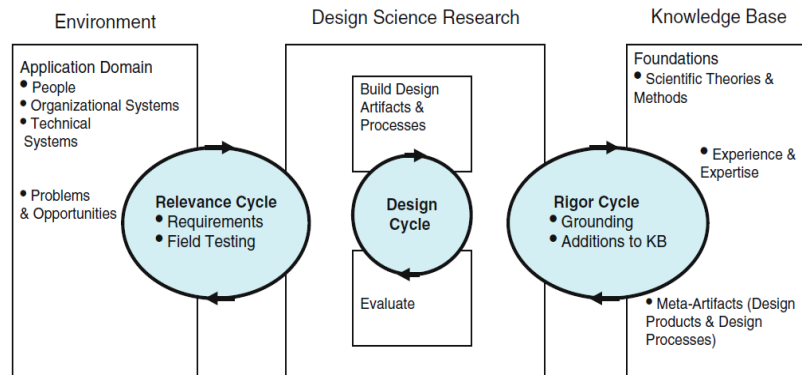 Environment
Design Science Research
Knowledge Base
Application Domain
• People
• Organizational Systems
• Technical
Systems
• Problems
& Opportunities
Relevance Cycle
• Requirements
• Field Testing
Build Design
Artifacts &
Processes
Design
Cycle
Evaluate
Rigor Cycle
• Grounding
• Additions to KB
Foundations
• Scientific Theories &
Methods
• Experience &
Expertise
• Meta-Artifacts (Design
Products & Design
Processes)